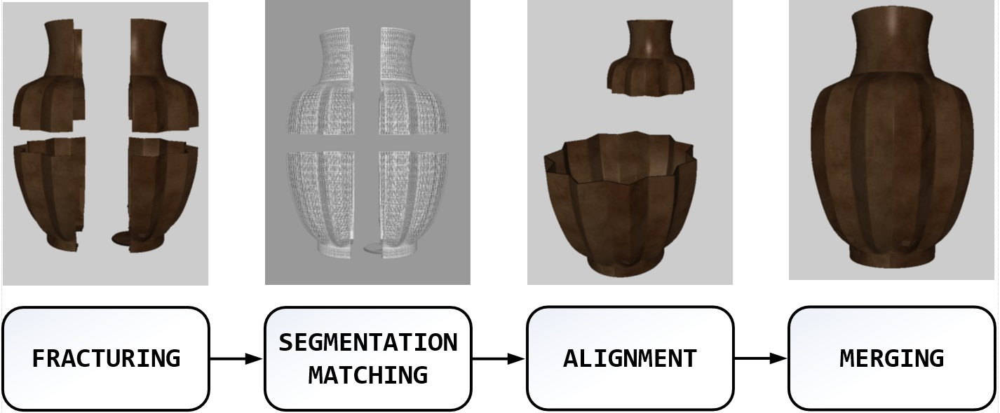 FRACTURING
SEGMENTATION
MATCHING
ALIGNMENT
MERGING